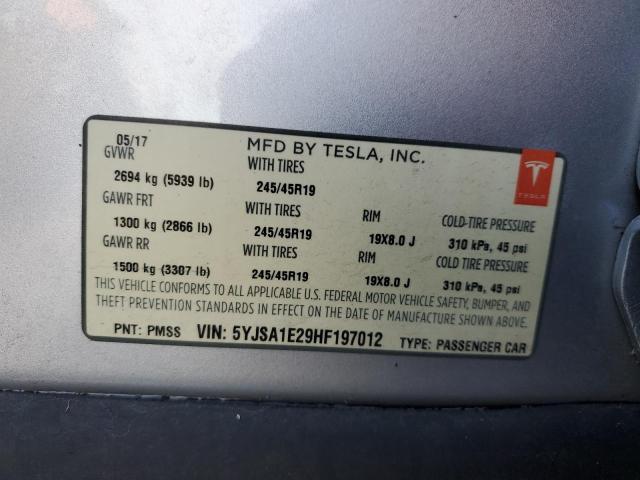 05/17 MFD BY TESLA, INC.
GVWR WITH TIRES
2694 kg (5939 lb) 245/45R19
GAWR FRT WITH TIRES RIM COLD-TIRE PRESSURE
1300 kg (2866 lb) 245/45R19 19X8.0 J 310 kPa, 45 psi
GAWR RR WITH TIRES RIM COLD TIRE PRESSURE
1500 kg (3307 lb) 245/45R19 19X8.0 J 310 kPa, 45 psi
THIS VEHICLE CONFORMS TO ALL APPLICABLE U.S. FEDERAL MOTOR VEHICLE SAFETY, BUMPER, AND
THEFT PREVENTION STANDARDS IN EFFECT ON THE DATE OF MANUFACTURE SHOWN ABOVE.
PNT: PMSS VIN: 5YJSA1E29HF197012 TYPE: PASSENGER CAR
TESLA